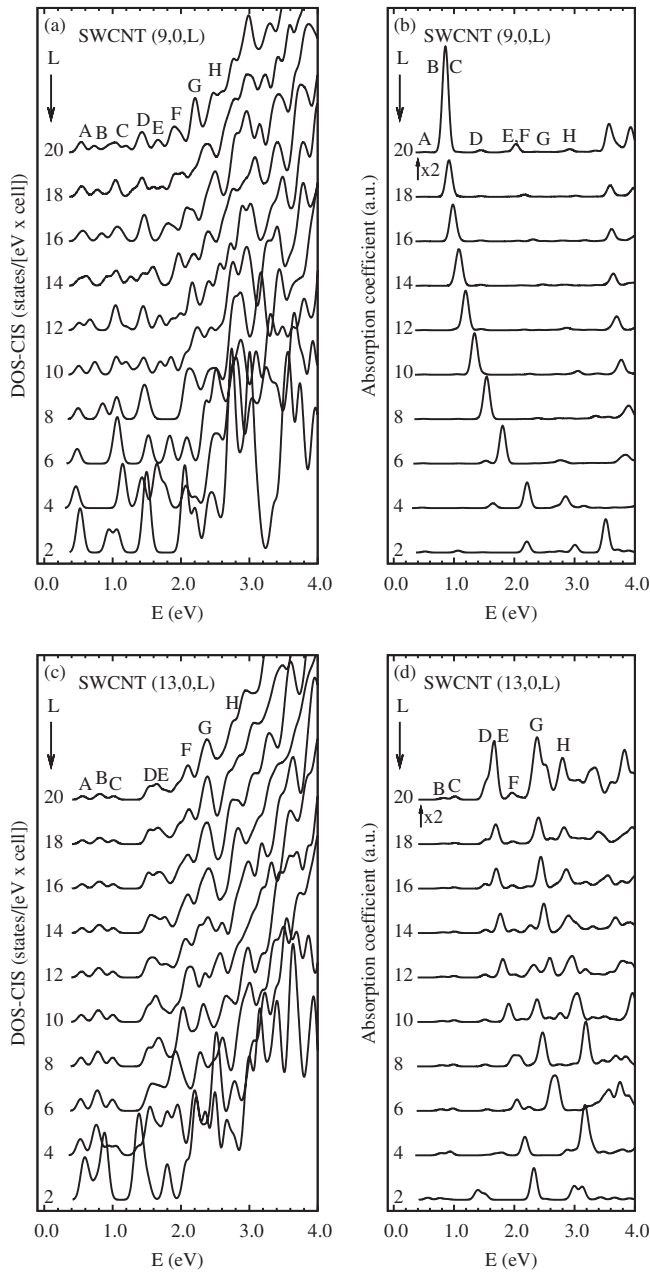 (a)
SWCNT (9,0,L)
L
A B C D E F G H
20
18
16
14
12
10
8
6
4
2
DOS-CIS (states/[eV x cell])
0.0 1.0 2.0 3.0 4.0
E (eV)
(b)
SWCNT (9,0,L)
L
A B C D E,F G H
20
x2
18
16
14
12
10
8
6
4
2
Absorption coefficient (a.u.)
0.0 1.0 2.0 3.0 4.0
E (eV)
(c)
SWCNT (13,0,L)
L
A B C D E F G H
20
18
16
14
12
10
8
6
4
2
DOS-CIS (states/[eV x cell])
0.0 1.0 2.0 3.0 4.0
E (eV)
(d)
SWCNT (13,0,L)
L
B C D E F G H
20
x2
18
16
14
12
10
8
6
4
2
Absorption coefficient (a.u.)
0.0 1.0 2.0 3.0 4.0
E (eV)